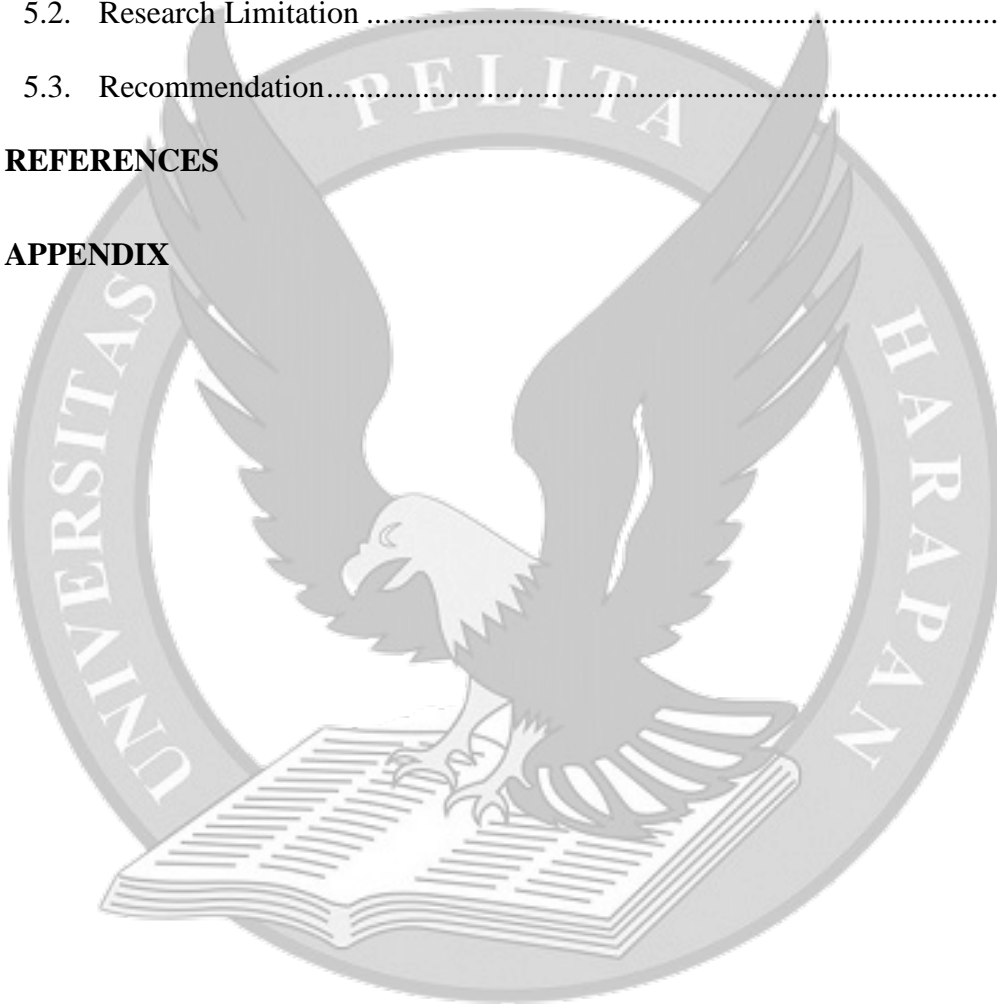 5.2. Research Limitation ................................................................................
5.3. Recommendation.....................................................................................
REFERENCES
APPENDIX
UNIVERSITAS PELITA HARAPAN